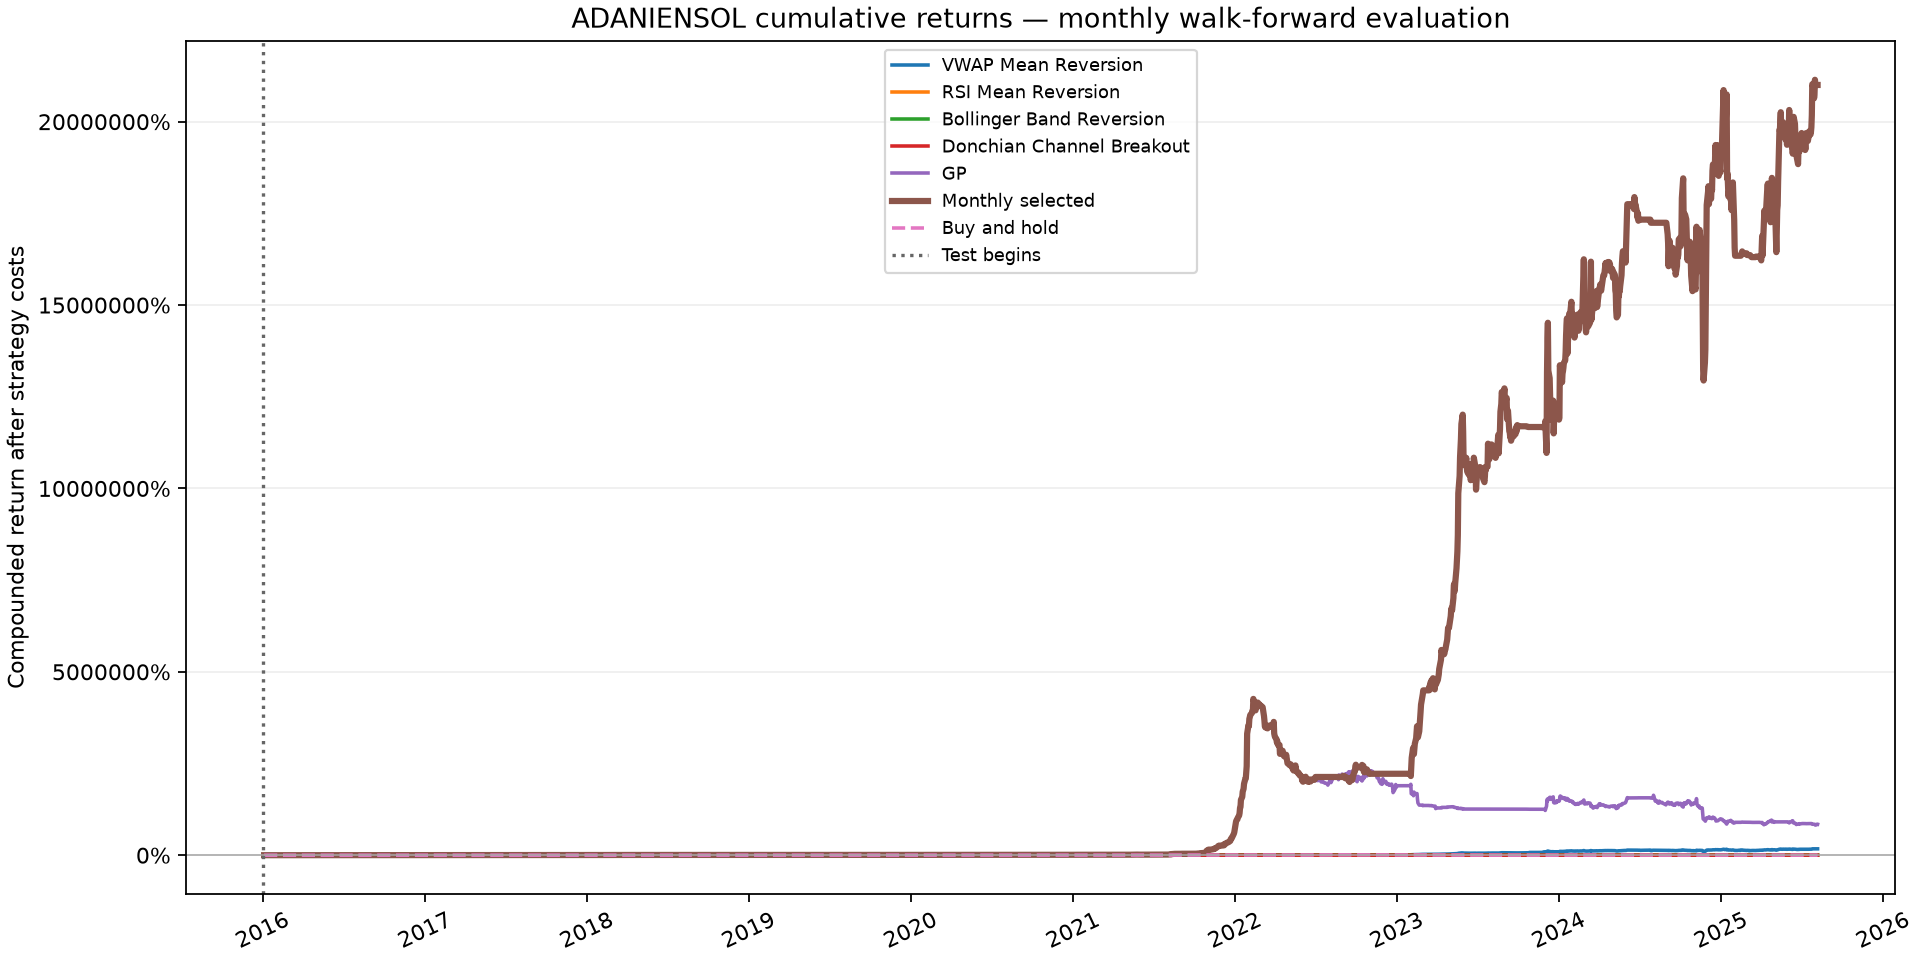 ADANIENSOL cumulative returns — monthly walk-forward evaluation
VWAP Mean Reversion
RSI Mean Reversion
Bollinger Band Reversion
Donchian Channel Breakout
GP
Monthly selected
Buy and hold
Test begins
Compounded return after strategy costs
20000000%
15000000%
10000000%
5000000%
0%
2016
2017
2018
2019
2020
2021
2022
2023
2024
2025
2026